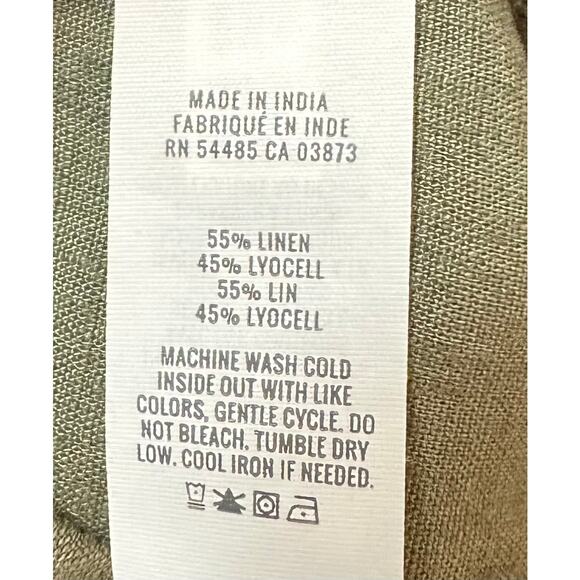 MADE IN INDIA
FABRIQUÉ EN INDE
RN 54485 CA 03873
55% LINEN
45% LYOCELL
55% LIN
45% LYOCELL
MACHINE WASH COLD
INSIDE OUT WITH LIKE
COLORS. GENTLE CYCLE. DO
NOT BLEACH. TUMBLE DRY
LOW. COOL IRON IF NEEDED.